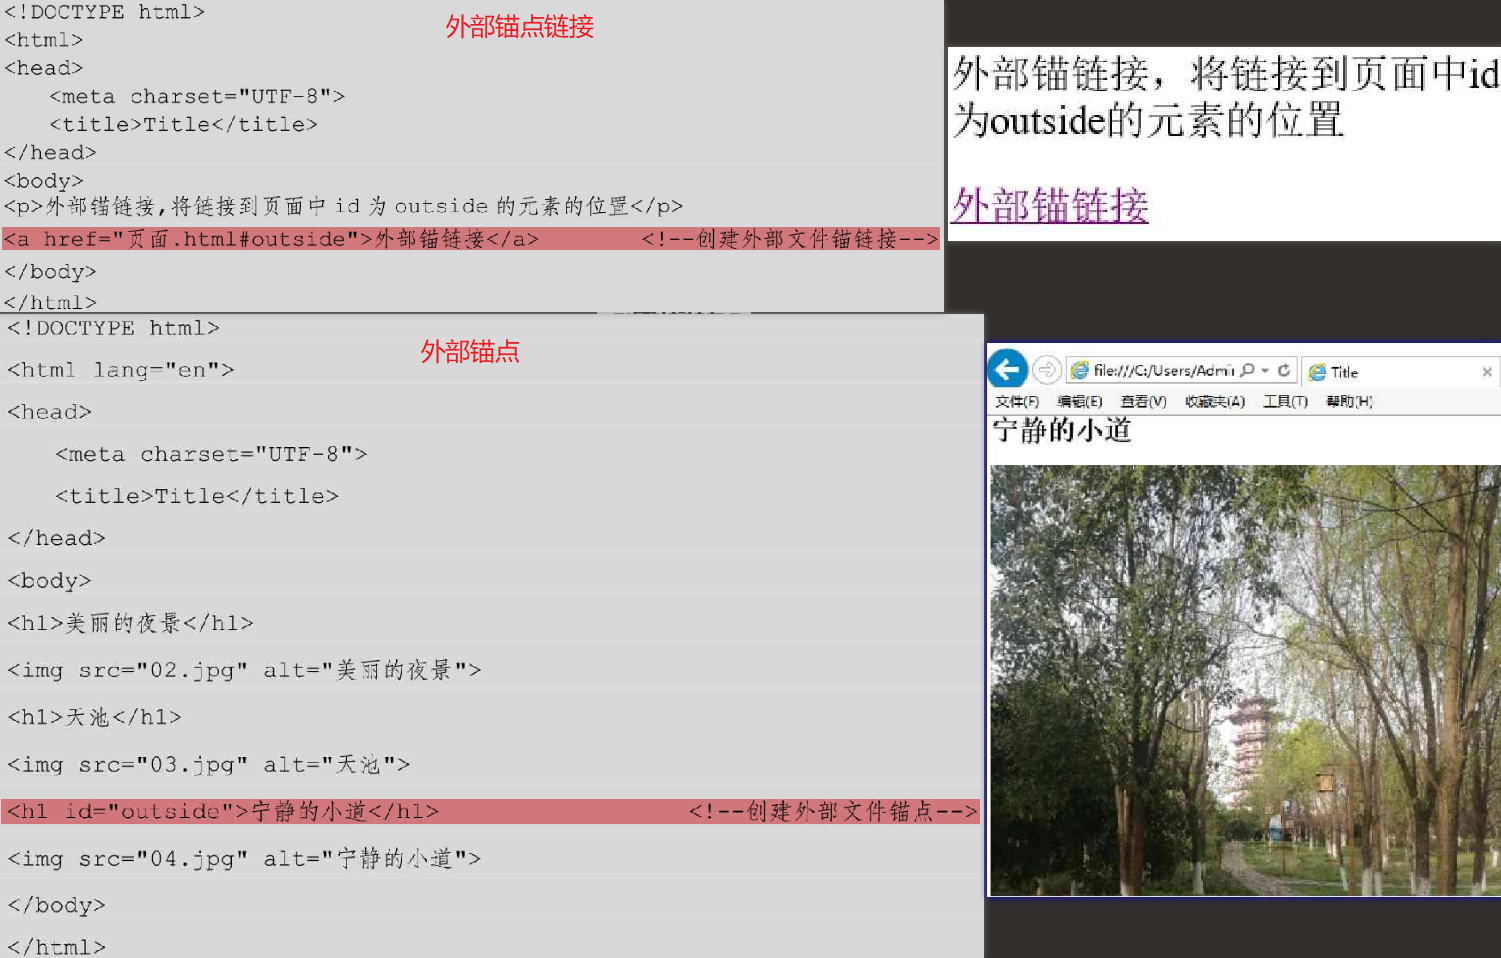 外部锚点链接
<!DOCTYPE html>
<html>
<head>
<meta charset="UTF-8">
<title>Title</title>
</head>
<body>
<p>外部锚链接,将链接到页面中 id 为 outside 的元素的位置</p>
<a href="页面.html#outside">外部锚链接</a> <!--创建外部文件锚链接-->
</body>
</html>
外部锚链接，将链接到页面中id
为outside的元素的位置
外部锚链接
外部锚点
<!DOCTYPE html>
<html lang="en">
<head>
<meta charset="UTF-8">
<title>Title</title>
</head>
<body>
<h1>美丽的夜景</h1>
<img src="02.jpg" alt="美丽的夜景">
<h1>天池</h1>
<img src="03.jpg" alt="天池">
<h1 id="outside">宁静的小道</h1> <!--创建外部文件锚点-->
<img src="04.jpg" alt="宁静的小道">
</body>
</html>
file:///C:/Users/Admi
Title
文件(F) 编辑(E) 查看(V) 收藏夹(A) 工具(T) 帮助(H)
宁静的小道